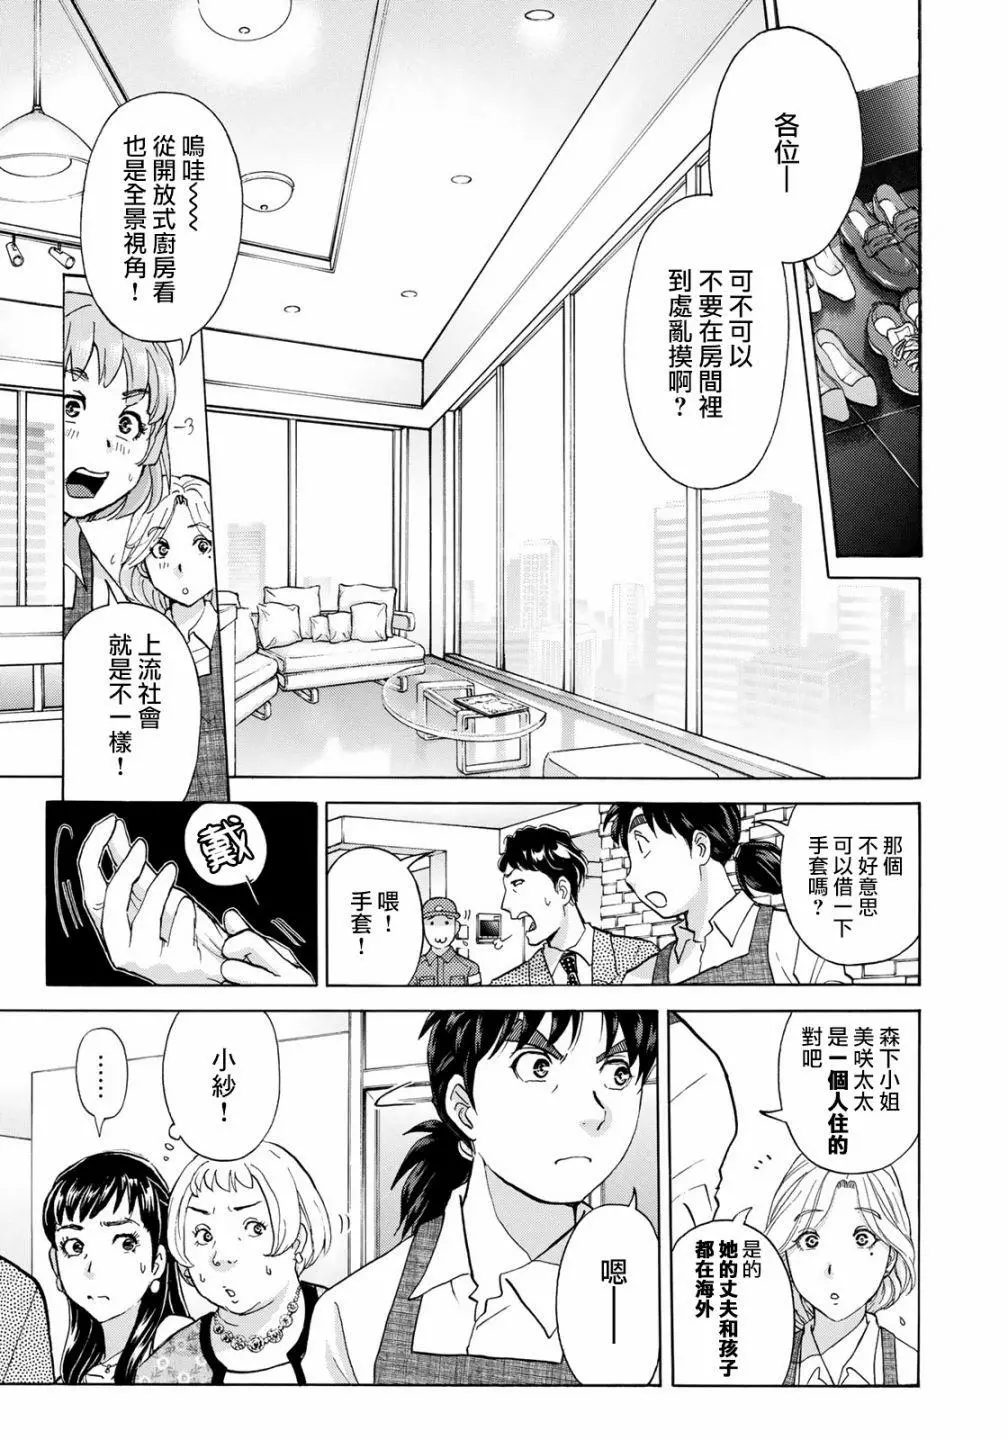 各位—
可不可以
不要在房間裡
到處亂摸啊？
嗚哇～～～
從開放式廚房看
也是全景視角！
上流社會
就是不一樣！
那個
不好意思
可以借一下
手套嗎？
喂！
手套！
戴
森下小姐
美咲太太
是一個人住的
對吧
是的
她的丈夫和孩子
都在海外
嗯—
小紗！
……